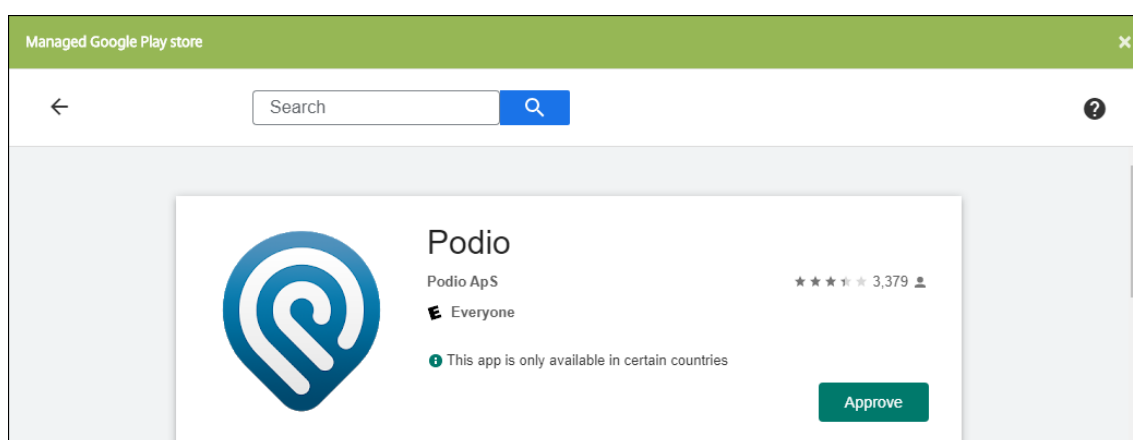 Managed Google Play store
Search
Podio
Podio ApS
3,379
E Everyone
This app is only available in certain countries
Approve